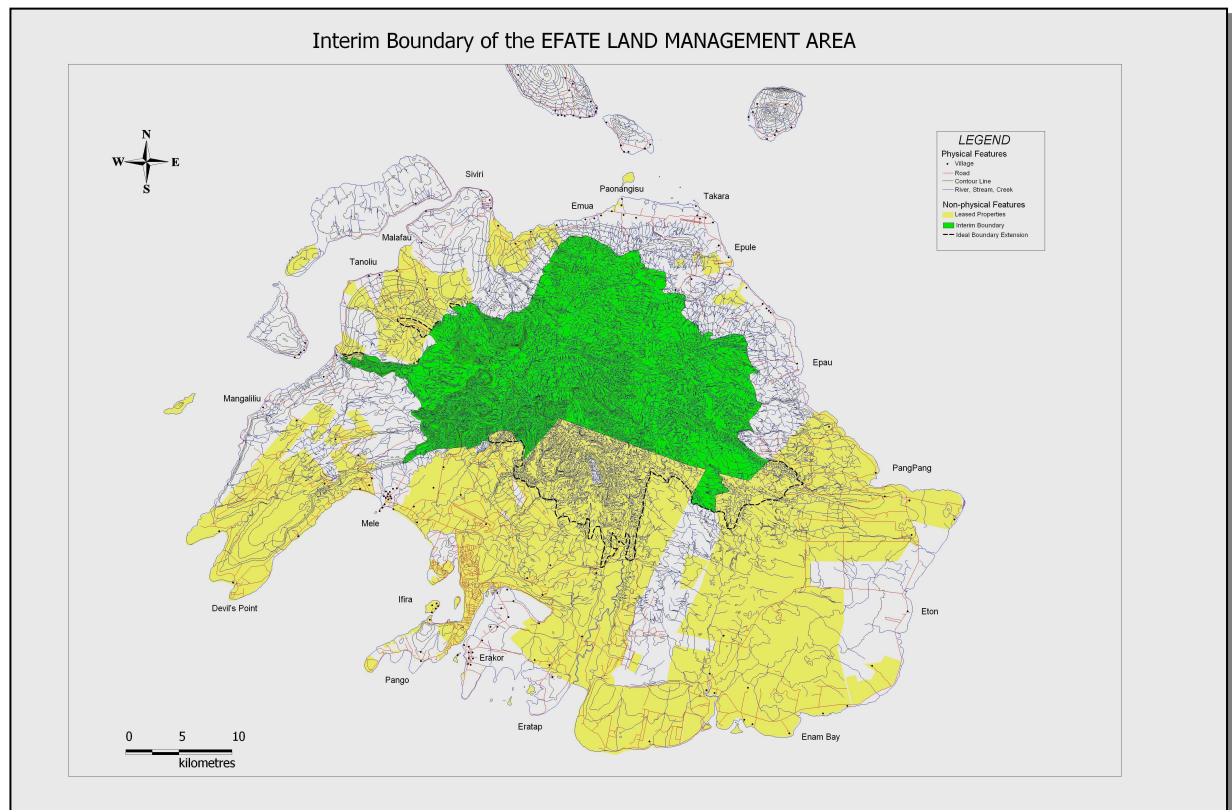 Interim Boundary of the EFATE LAND MANAGEMENT AREA
N
W E
S
LEGEND
Physical Features
Village
Road
Contour Line
River, Stream, Creek
Non-physical Features
Leased Properties
Interim Boundary
Ideal Boundary Extension
Siviri
Paonangisu
Takara
Emua
Malafau
Epule
Tanoliu
Epau
Mangaliliu
PangPang
Mele
Devil's Point
Ifira
Eton
Erakor
Pango
Eratap
Enam Bay
0 5 10
kilometres